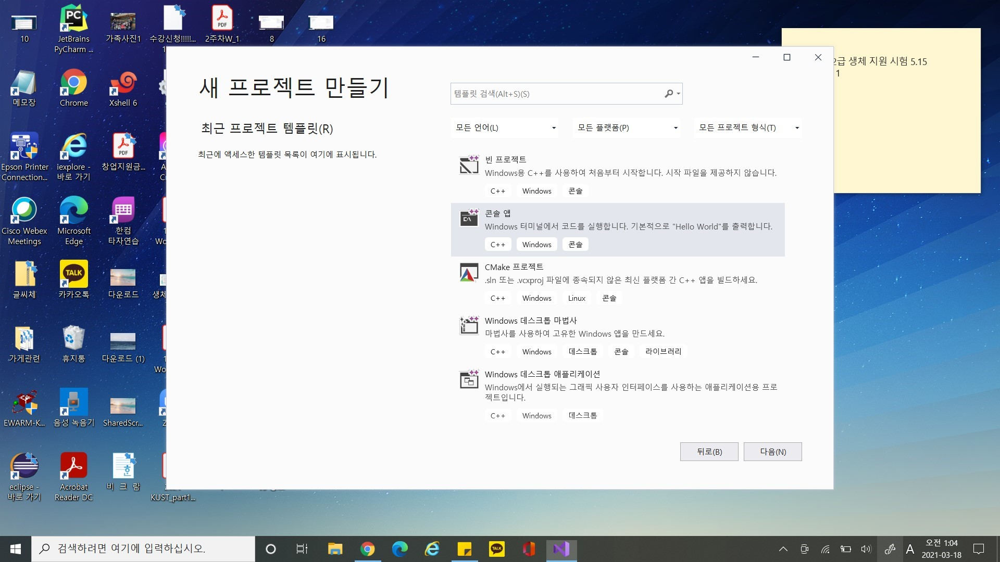 10
JetBrains
PyCharm ...
가족사진1
수강신청!!!!!...
1
2주차W_1
8
16
메모장
Chrome
Xshell 6
Epson Printer
Connection...
iexplore -
바로 가기
창업지원금...
Cisco Webex
Meetings
Microsoft
Edge
한컴
타자연습
글씨체
카카오톡
다운로드
가게관련
휴지통
다운로드 (1)
EWARM-K...
음성 녹음기
SharedScr...
eclipse -
바로 가기
Acrobat
Reader DC
비 크 람
KUST_part1...
2급 생체 지원 시험 5.15
1
새 프로젝트 만들기
최근 프로젝트 템플릿(R)
최근에 액세스한 템플릿 목록이 여기에 표시됩니다.
템플릿 검색(Alt+S)(S)
모든 언어(L) 모든 플랫폼(P) 모든 프로젝트 형식(T)
빈 프로젝트
Windows용 C++를 사용하여 처음부터 시작합니다. 시작 파일을 제공하지 않습니다.
C++ Windows 콘솔
콘솔 앱
Windows 터미널에서 코드를 실행합니다. 기본적으로 "Hello World"를 출력합니다.
C++ Windows 콘솔
CMake 프로젝트
.sln 또는 .vcxproj 파일에 종속되지 않은 최신 플랫폼 간 C++ 앱을 빌드하세요.
C++ Windows Linux 콘솔
Windows 데스크톱 마법사
마법사를 사용하여 고유한 Windows 앱을 만드세요.
C++ Windows 데스크톱 콘솔 라이브러리
Windows 데스크톱 애플리케이션
Windows에서 실행되는 그래픽 사용자 인터페이스를 사용하는 애플리케이션용 프로
젝트입니다.
C++ Windows 데스크톱
뒤로(B) 다음(N)
검색하려면 여기에 입력하십시오.
A
오전 1:04
2021-03-18